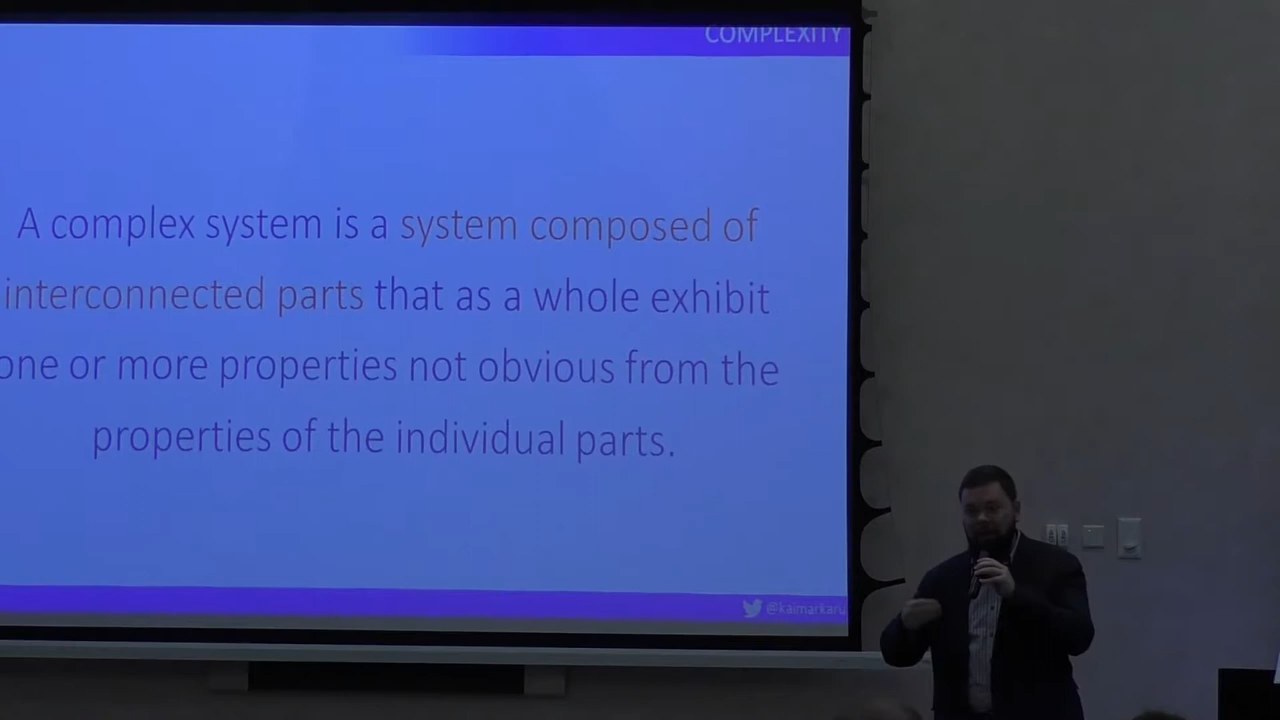 COMPLEXITY
A complex system is a system composed of
interconnected parts that as a whole exhibit
one or more properties not obvious from the
properties of the individual parts.
@kaimarkaru